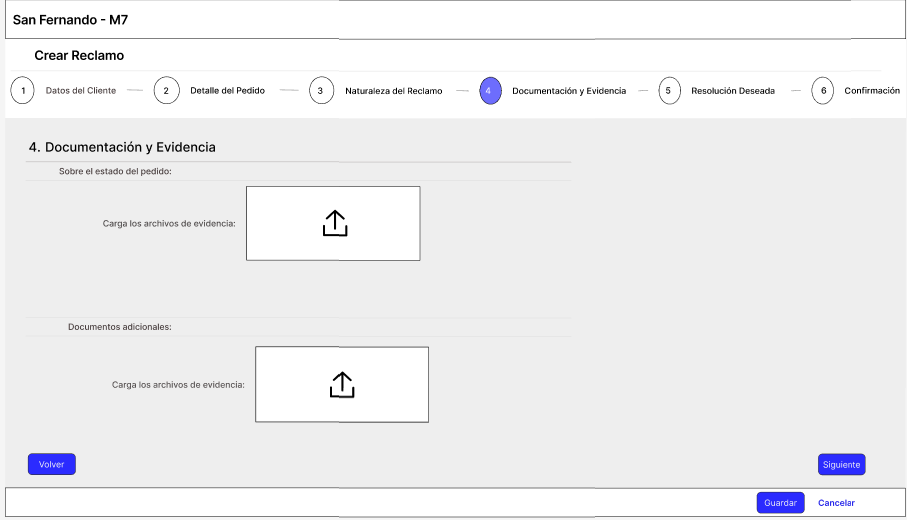 San Fernando - M7
Crear Reclamo
1 Datos del Cliente 2 Detalle del Pedido 3 Naturaleza del Reclamo 4 Documentación y Evidencia 5 Resolución Deseada 6 Confirmación
4. Documentación y Evidencia
Sobre el estado del pedido:
Carga los archivos de evidencia:
Documentos adicionales:
Carga los archivos de evidencia:
Volver Siguiente
Guardar Cancelar